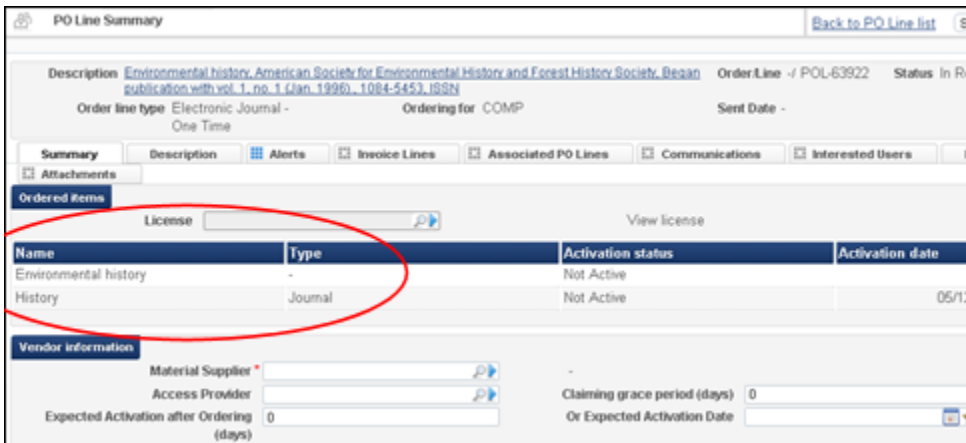 PO Line Summary
Back to PO Line list
Description Environmental history, American Society for Environmental History and Forest History Society, Began Order/Line -/ POL-63922 Status In
publication with vol. 1, no. 1 (Jan. 1996)., 1084-5453, ISSN
Order line type Electronic Journal - Ordering for COMP Sent Date -
One Time
Summary Description Alerts Invoice Lines Associated PO Lines Communications Interested Users
Attachments
Ordered items
License View license
Name Type Activation status Activation date
Environmental history - Not Active
History Journal Not Active
Vendor information
Material Supplier * -
Access Provider Claiming grace period (days) 0
Expected Activation after Ordering 0 Or Expected Activation Date
(days)